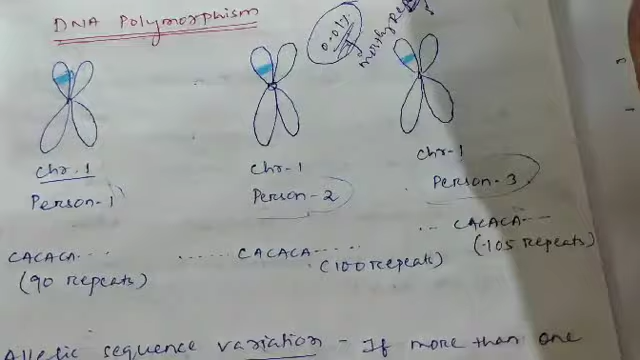 DNA Polymorphism
0.01%
Chr.1
Person-1
Chr-1
Person-2
Chr-1
Person-3
CACACA....
(90 Repeats)
...... CACACA.....
(100 Repeats)
.. CACACA---
(105 Repeats)
Allelic sequence variation - If more than one